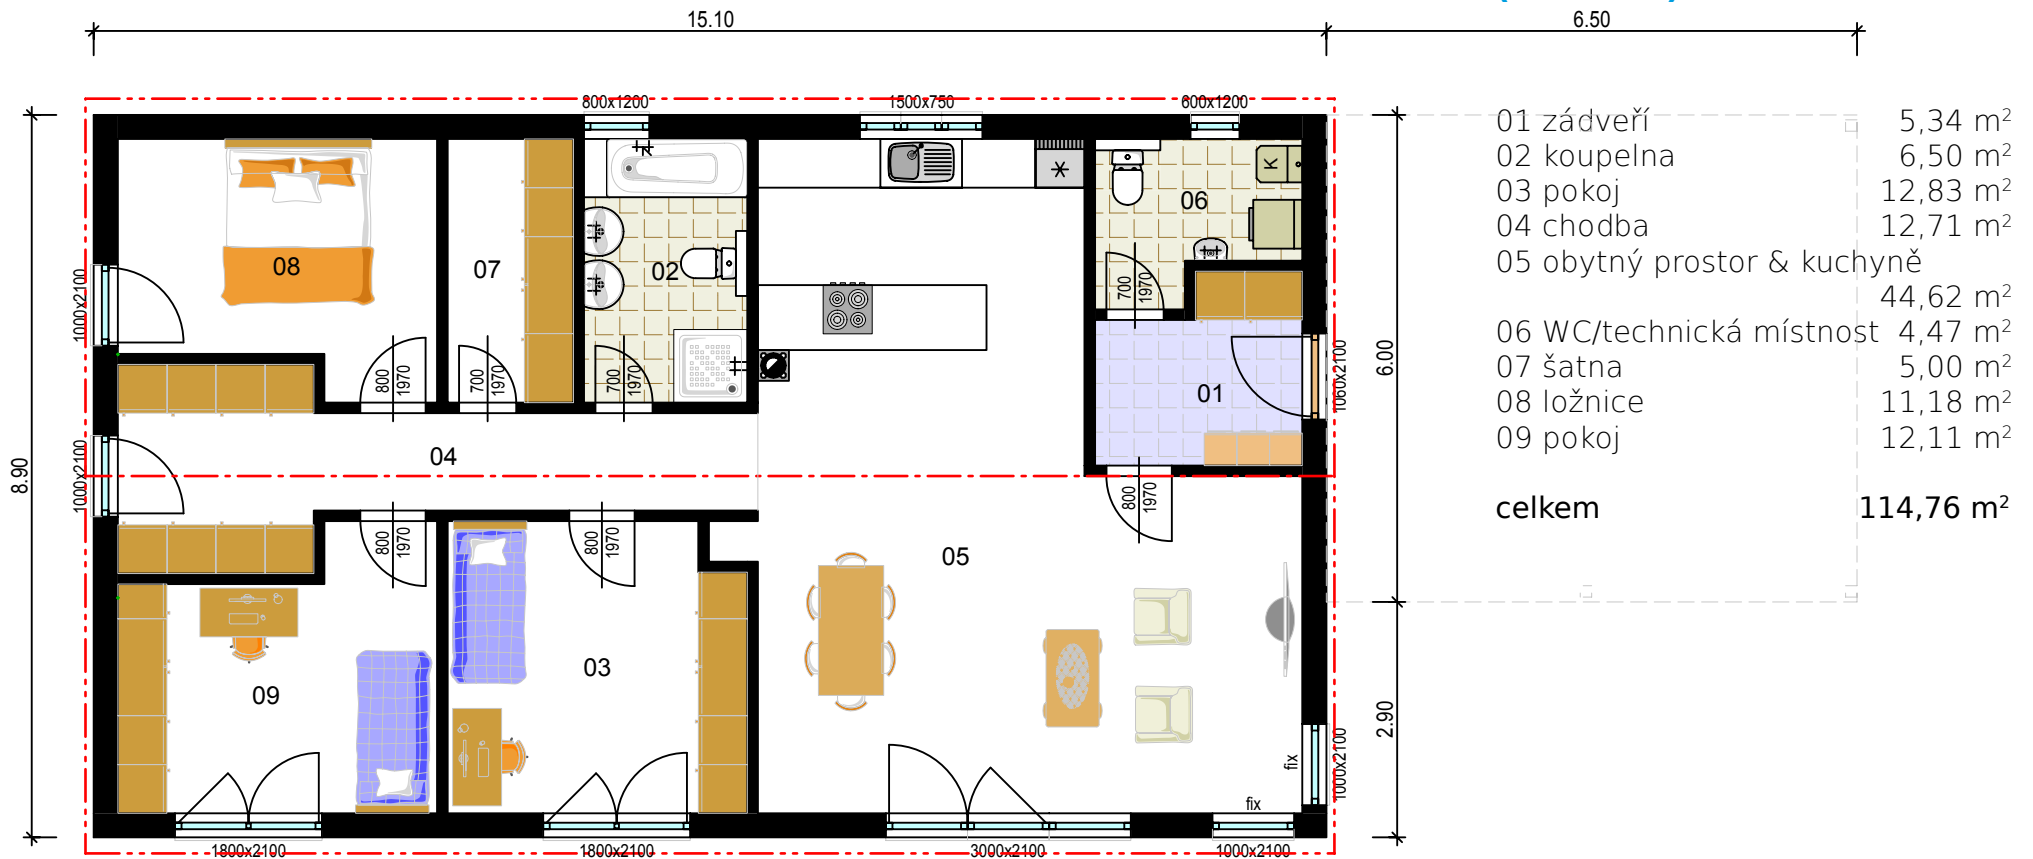 15.10
6.50
800x1200
1500x750
600x1200
01 zádveří 5,34 m²
02 koupelna 6,50 m²
03 pokoj 12,83 m²
04 chodba 12,71 m²
05 obytný prostor & kuchyně
44,62 m²
06 WC/technická místnost 4,47 m²
07 šatna 5,00 m²
08 ložnice 11,18 m²
09 pokoj 12,11 m²
celkem 114,76 m²
K
06
08
07
02
1000x2100
700
1970
800
1970
700
1970
700
1970
01
1060x2100
6.00
04
8.90
1000x2100
800
1970
800
1970
800
1970
05
03
09
2.90
fix
1000x2100
fix
1800x2100
1800x2100
3000x2100
1000x2100